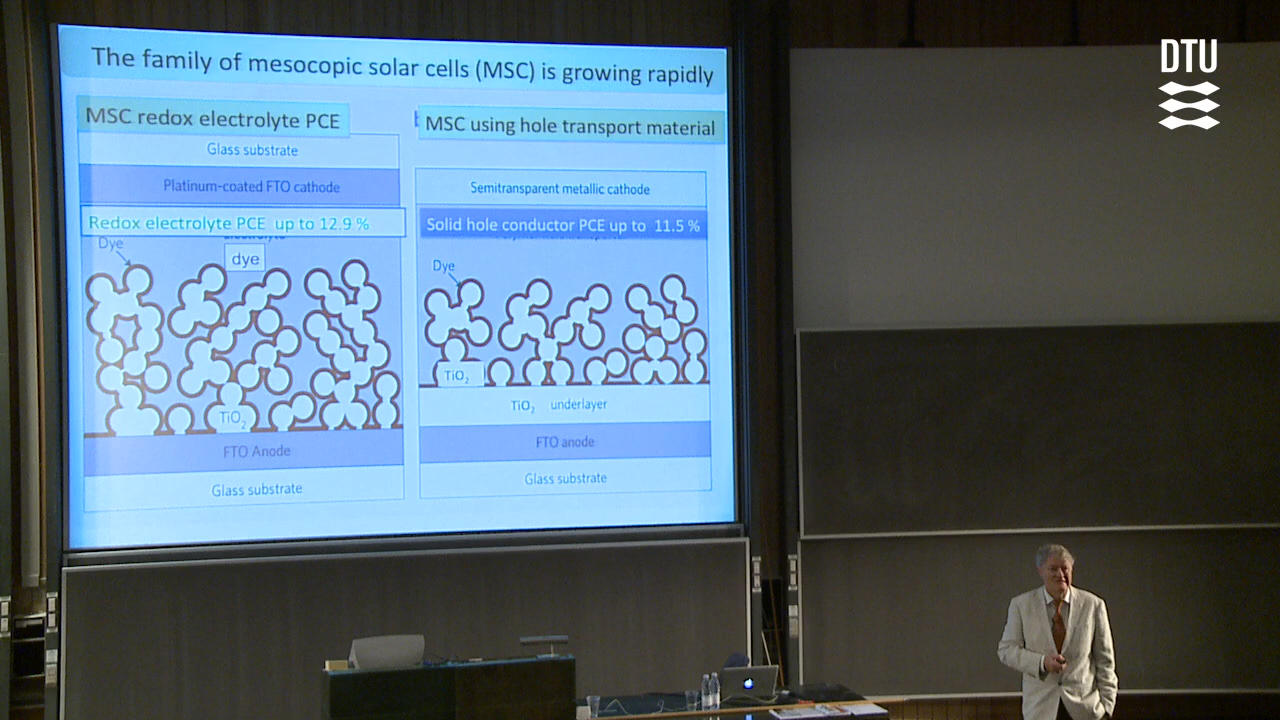 The family of mesocopic solar cells (MSC) is growing rapidly
MSC redox electrolyte PCE
Glass substrate
Platinum-coated FTO cathode
Redox electrolyte PCE up to 12.9 %
Dye
dye
TiO2
FTO Anode
Glass substrate
MSC using hole transport material
Semitransparent metallic cathode
Solid hole conductor PCE up to 11.5 %
Dye
TiO2
TiO2 underlayer
FTO anode
Glass substrate
DTU